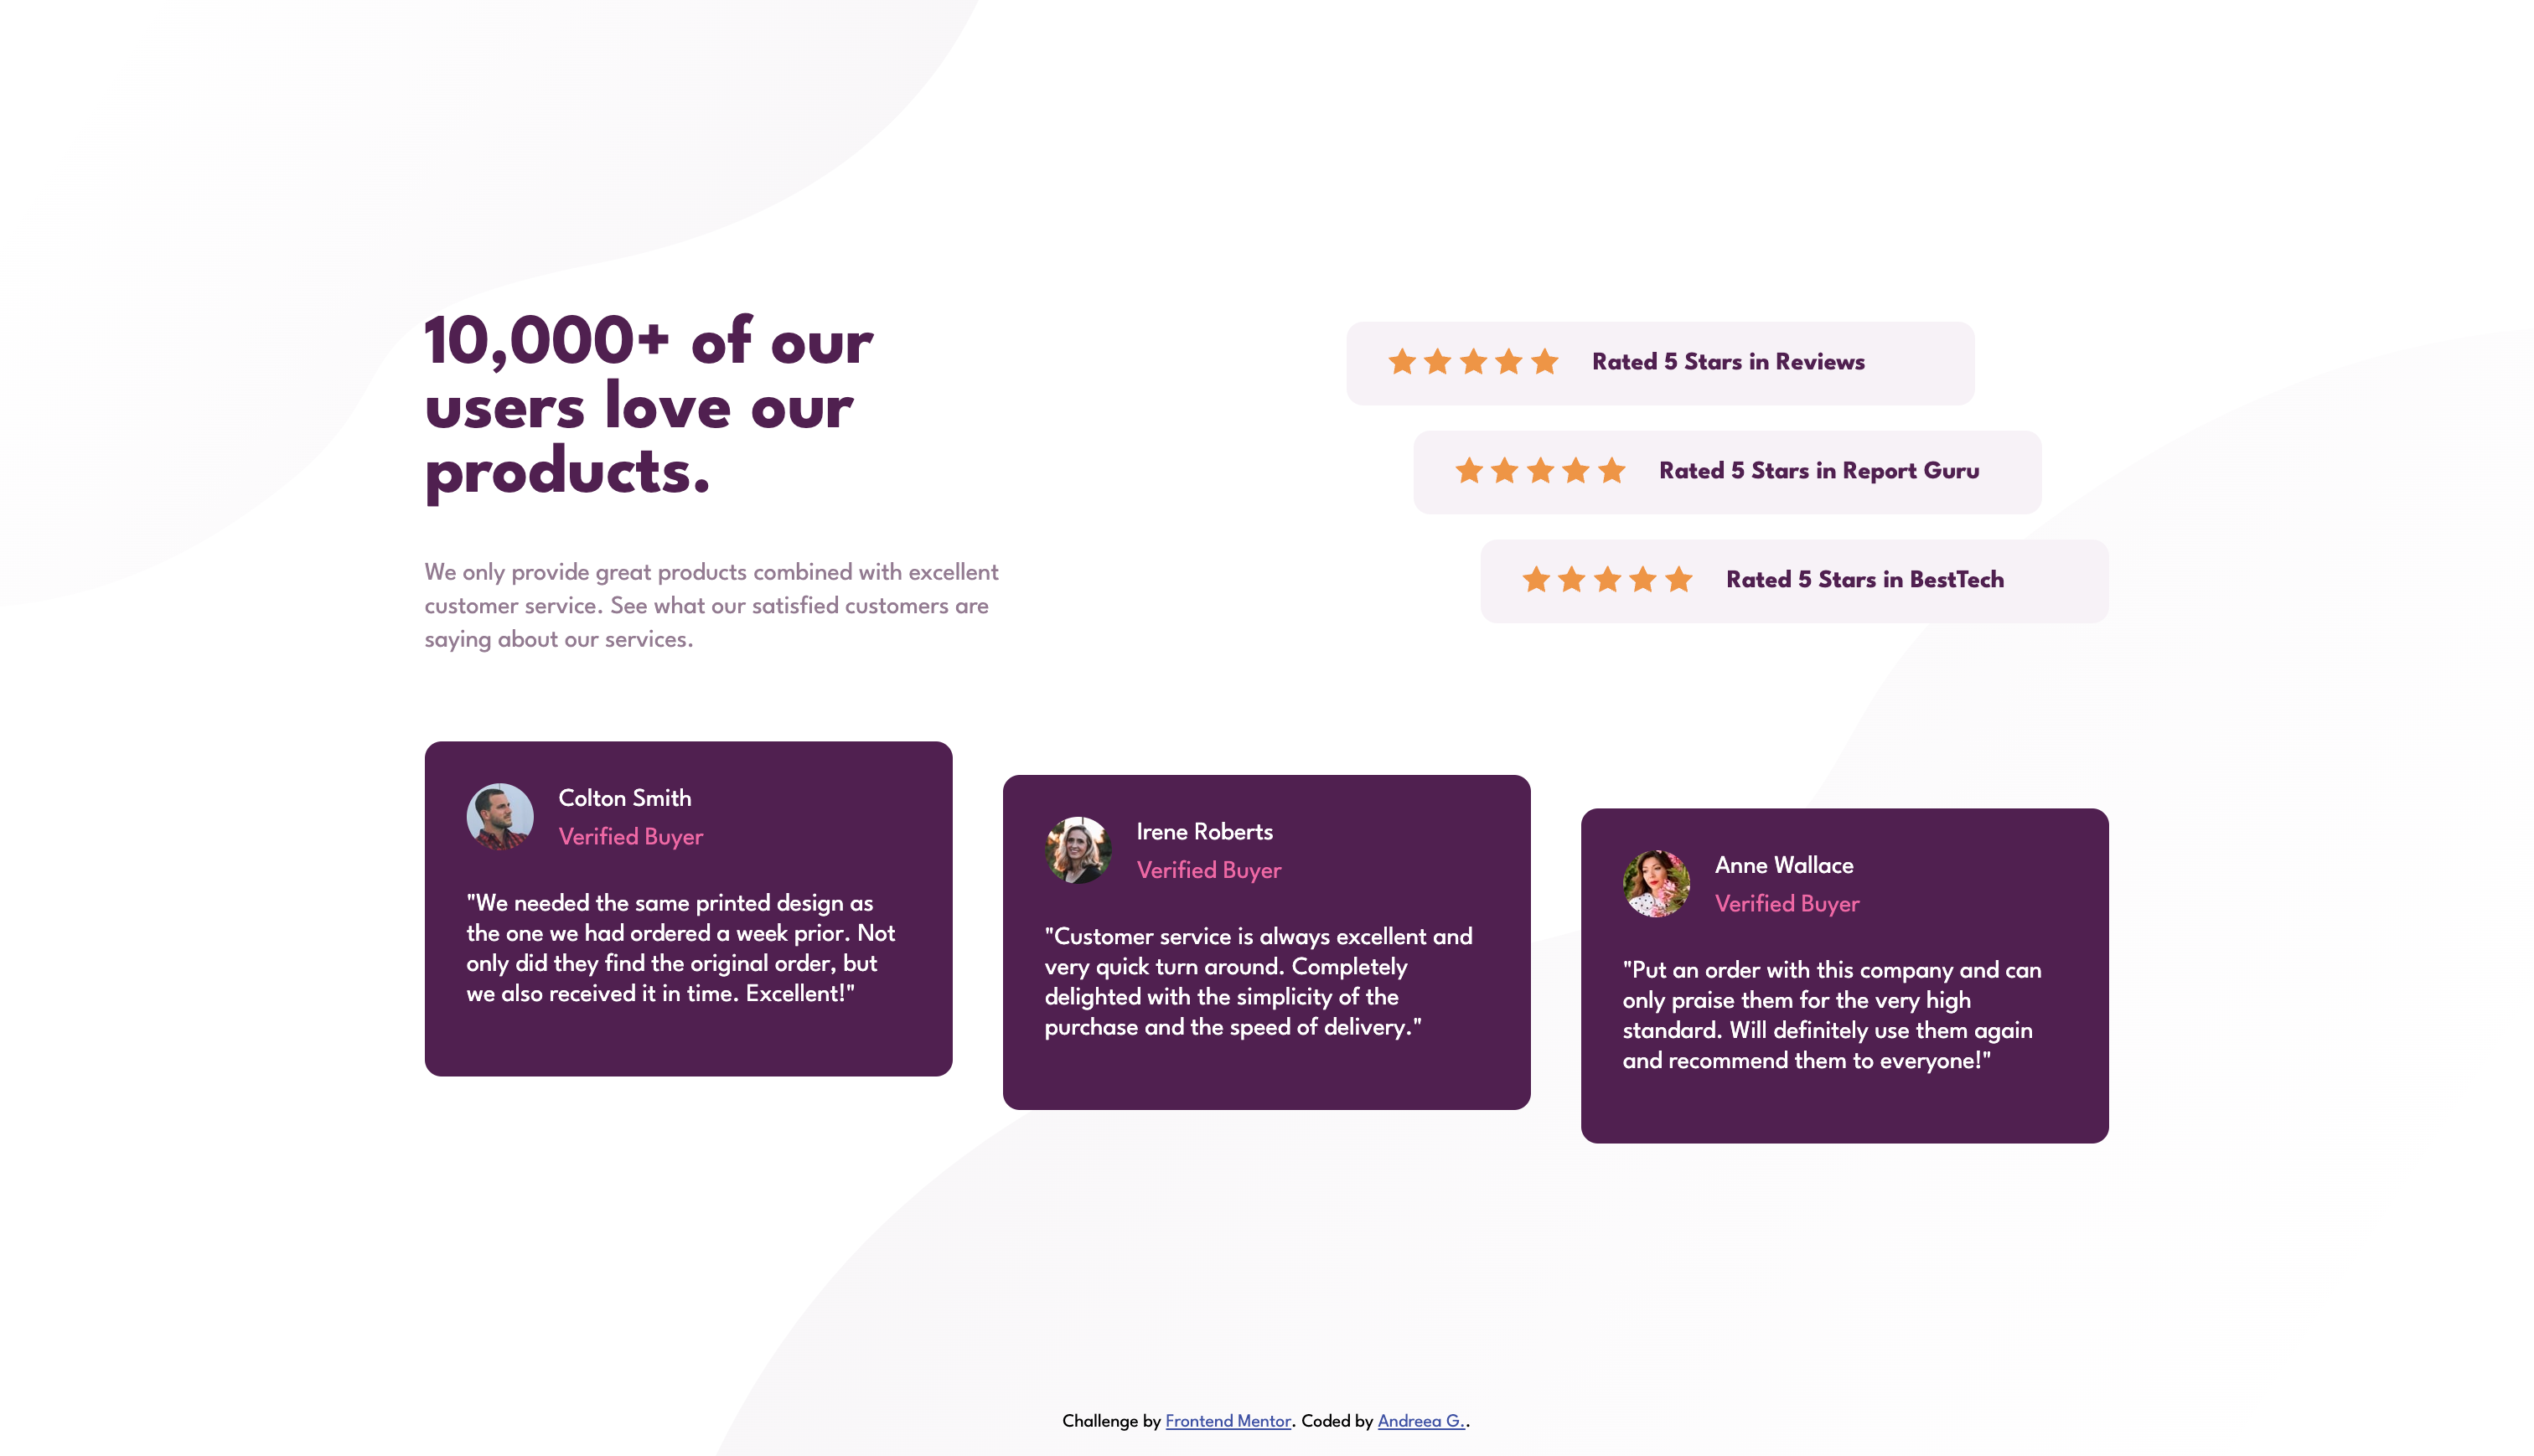 10,000+ of our
users love our
products.
We only provide great products combined with excellent
customer service. See what our satisfied customers are
saying about our services.
Rated 5 Stars in Reviews
Rated 5 Stars in Report Guru
Rated 5 Stars in BestTech
Colton Smith
Verified Buyer
"We needed the same printed design as
the one we had ordered a week prior. Not
only did they find the original order, but
we also received it in time. Excellent!"
Irene Roberts
Verified Buyer
"Customer service is always excellent and
very quick turn around. Completely
delighted with the simplicity of the
purchase and the speed of delivery."
Anne Wallace
Verified Buyer
"Put an order with this company and can
only praise them for the very high
standard. Will definitely use them again
and recommend them to everyone!"
Challenge by Frontend Mentor. Coded by Andreea G..